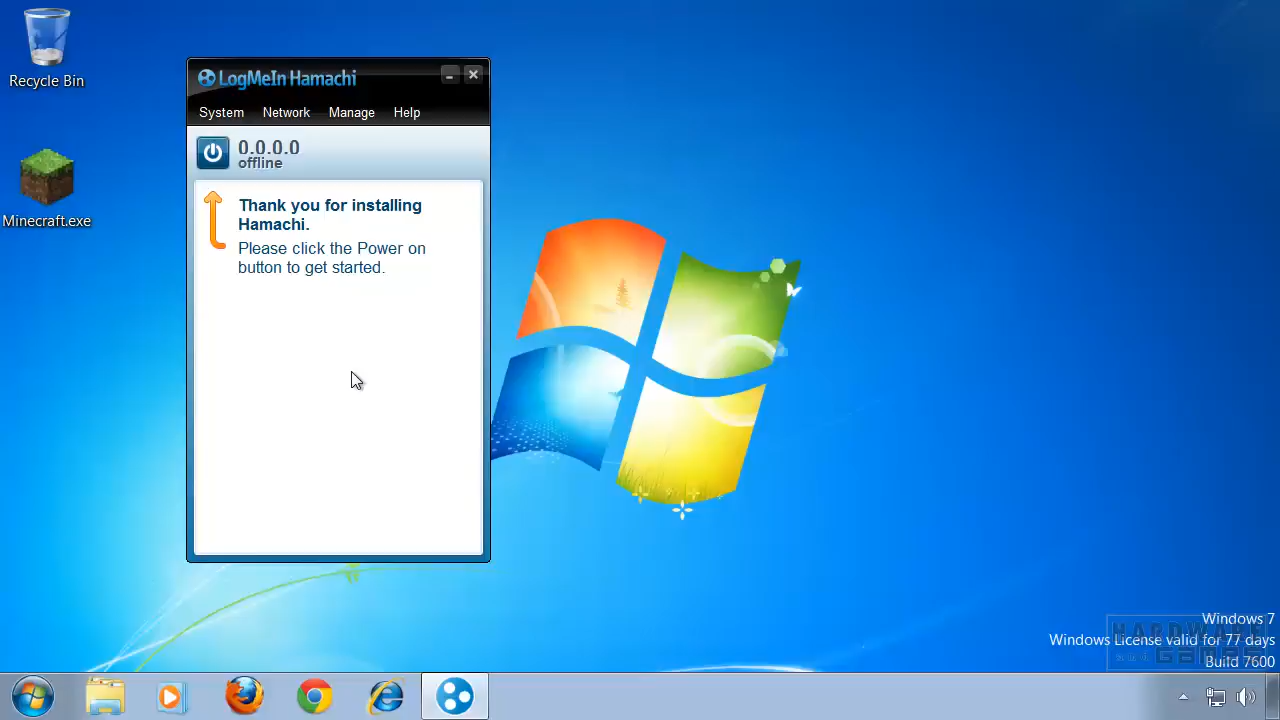 Recycle Bin
Minecraft.exe
LogMeIn Hamachi
System Network Manage Help
0.0.0.0
offline
Thank you for installing
Hamachi.
Please click the Power on
button to get started.
Windows 7
Windows License valid for 77 days
Build 7600
HARDWARE
Games